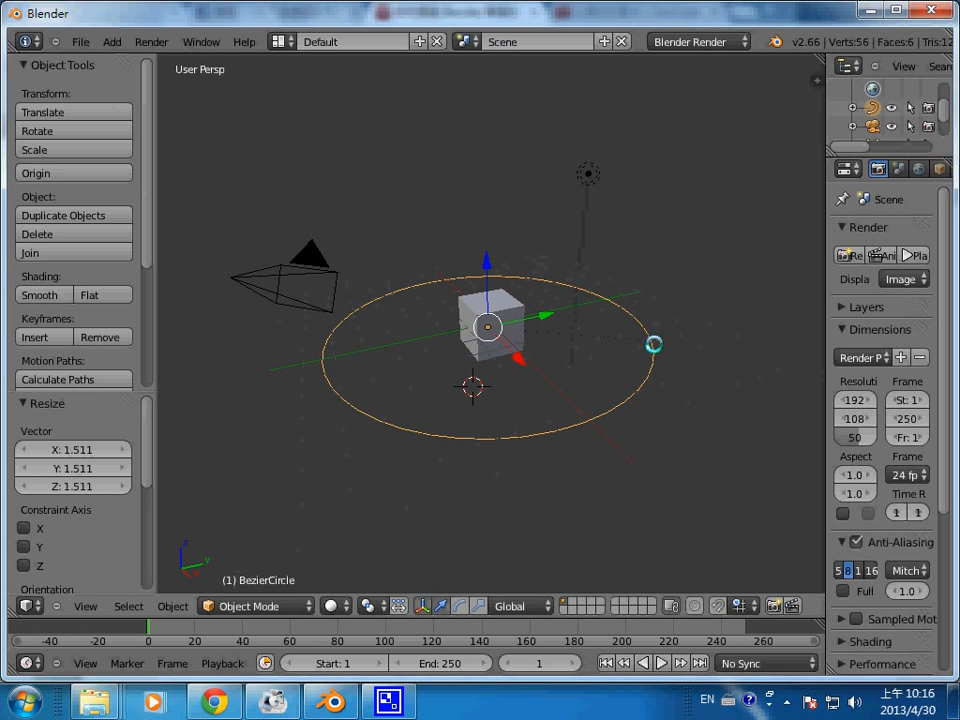 Blender
File Add Render Window Help
Default
Scene
Blender Render
v2.66 | Verts:56 | Faces:6 | Tris:12
Object Tools
Transform:
Translate
Rotate
Scale
Origin
Object:
Duplicate Objects
Delete
Join
Shading:
Smooth Flat
Keyframes:
Insert Remove
Motion Paths:
Calculate Paths
Resize
Vector
X: 1.511
Y: 1.511
Z: 1.511
Constraint Axis
X
Y
Z
Orientation
User Persp
z
y
(1) BezierCircle
View Select Object
Object Mode
Global
View Sear
Scene
Render
Re Ani Pla
Displa Image
Layers
Dimensions
Render P
Resoluti Frame
192 St: 1
108 250
50 Fr: 1
Aspect Frame
1.0 24 fp
1.0 Time R
1 1
Anti-Aliasing
5 8 1 16 Mitch
Full 1.0
Sampled Mot
Shading
Performance
-40 -20 0 20 40 60 80 100 120 140 160 180 200 220 240 260
View Marker Frame Playback
Start: 1 End: 250 1
No Sync
EN
上午 10:16
2013/4/30